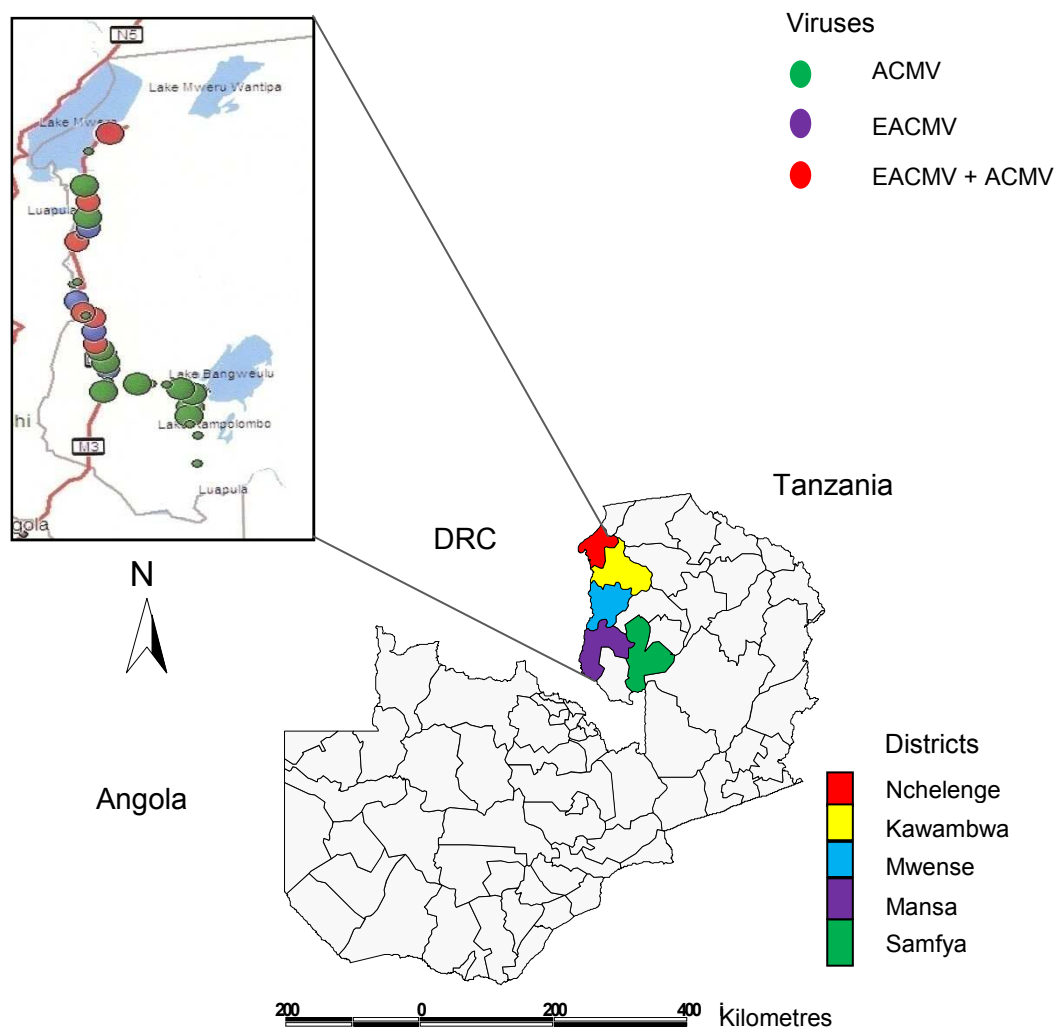 N5
Lake Mweru Wantipa
Lake Mweru
Luapula
Lake Bangweulu
Lake Kampolombo
hi
M3
Luapula
gola
Viruses
ACMV
EACMV
EACMV + ACMV
Tanzania
DRC
N
Angola
Districts
Nchelenge
Kawambwa
Mwense
Mansa
Samfya
200 0 200 400 Kilometres